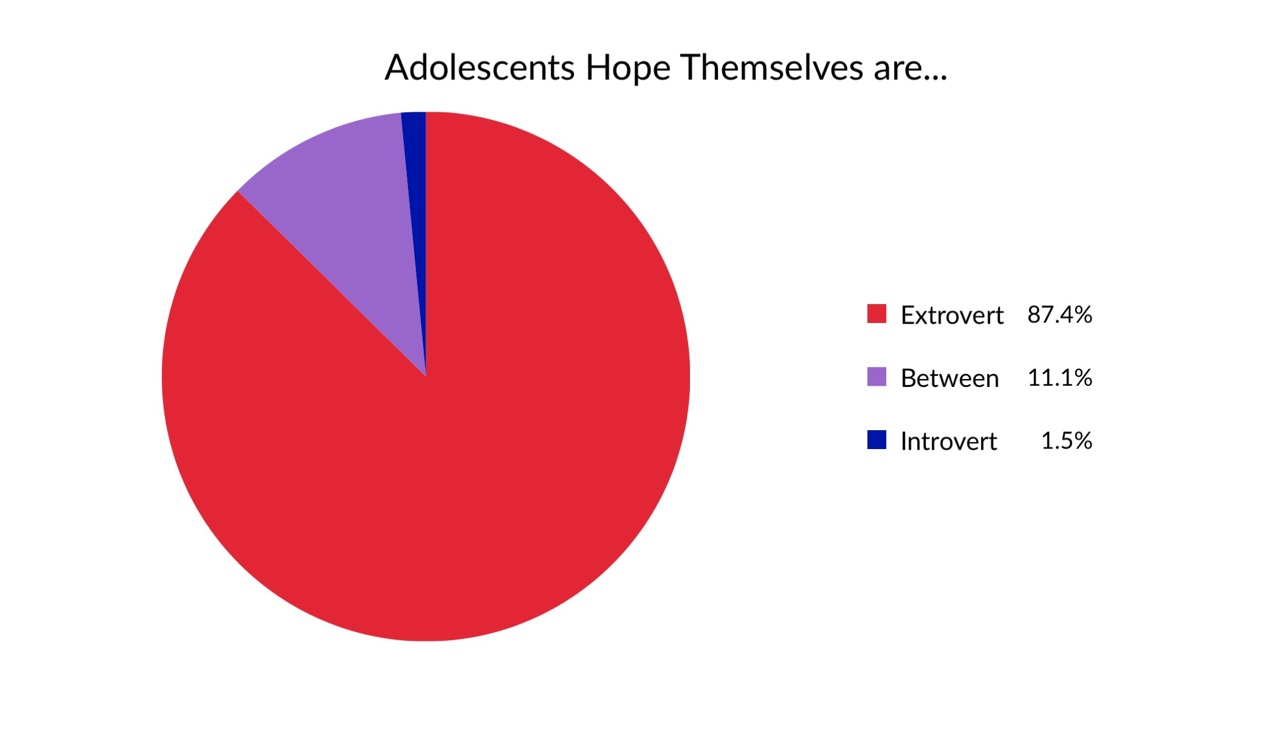 Adolescents Hope Themselves are...
Extrovert 87.4%
Between 11.1%
Introvert 1.5%